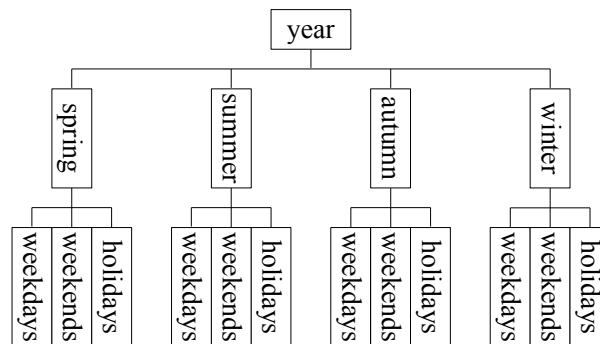 year
spring
summer
autumn
winter
weekdays
weekends
holidays
weekdays
weekends
holidays
weekdays
weekends
holidays
weekdays
weekends
holidays